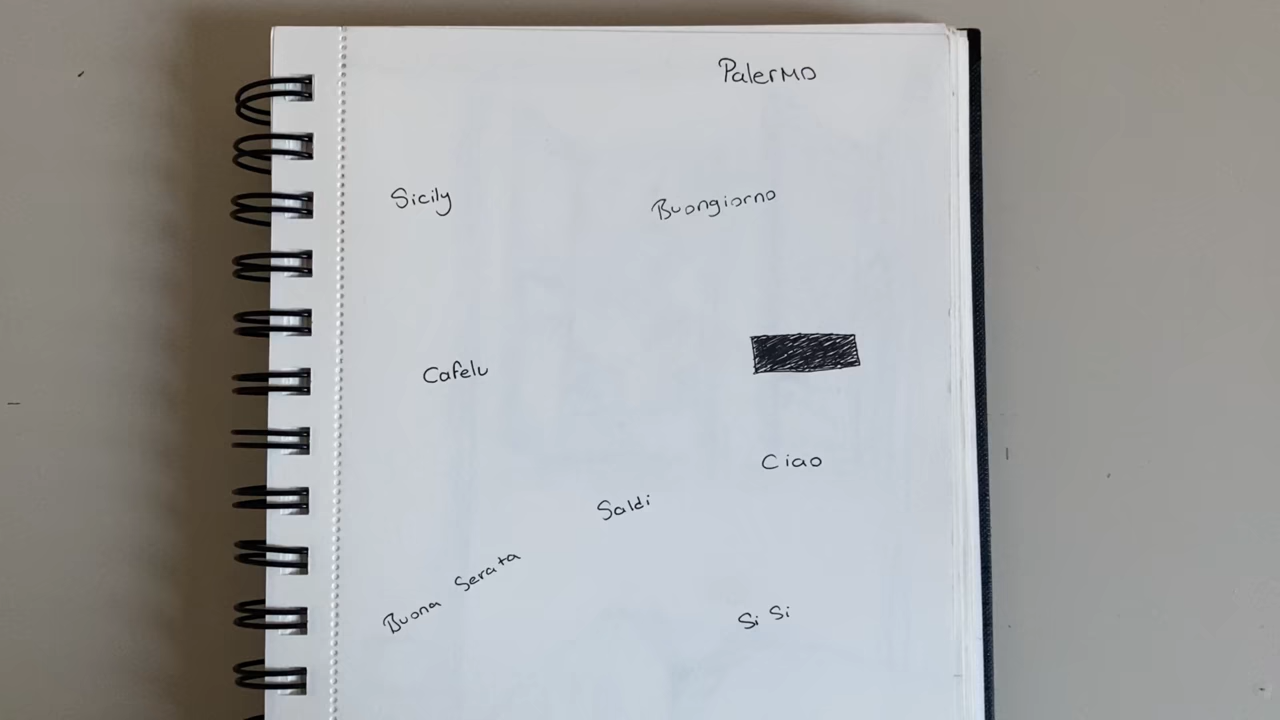 Palermo
Sicily
Buongiorno
Cafelu
Ciao
Saldi
Buona Serata
Si Si